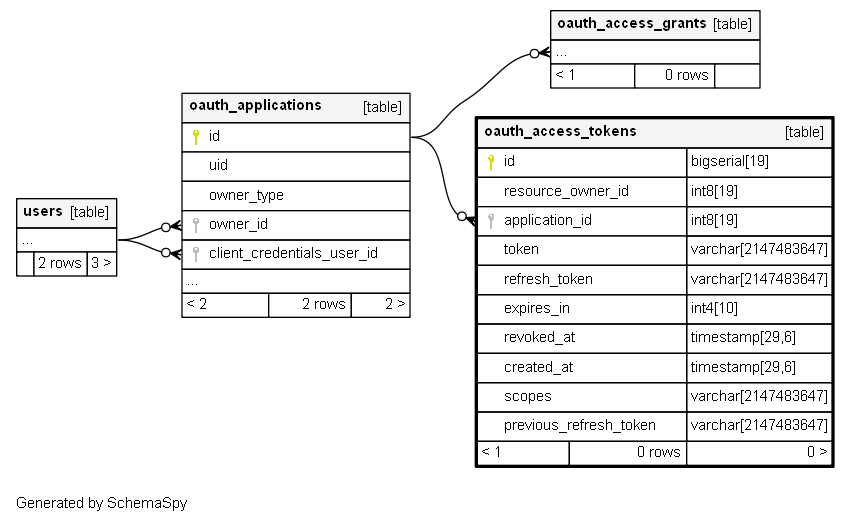 oauth_access_grants [table]
...
< 1 0 rows
oauth_applications [table]
id
uid
owner_type
owner_id
client_credentials_user_id
...
< 2 2 rows 2 >
oauth_access_tokens [table]
id bigserial[19]
resource_owner_id int8[19]
application_id int8[19]
token varchar[2147483647]
refresh_token varchar[2147483647]
expires_in int4[10]
revoked_at timestamp[29,6]
created_at timestamp[29,6]
scopes varchar[2147483647]
previous_refresh_token varchar[2147483647]
< 1 0 rows 0 >
users [table]
...
2 rows 3 >
Generated by SchemaSpy